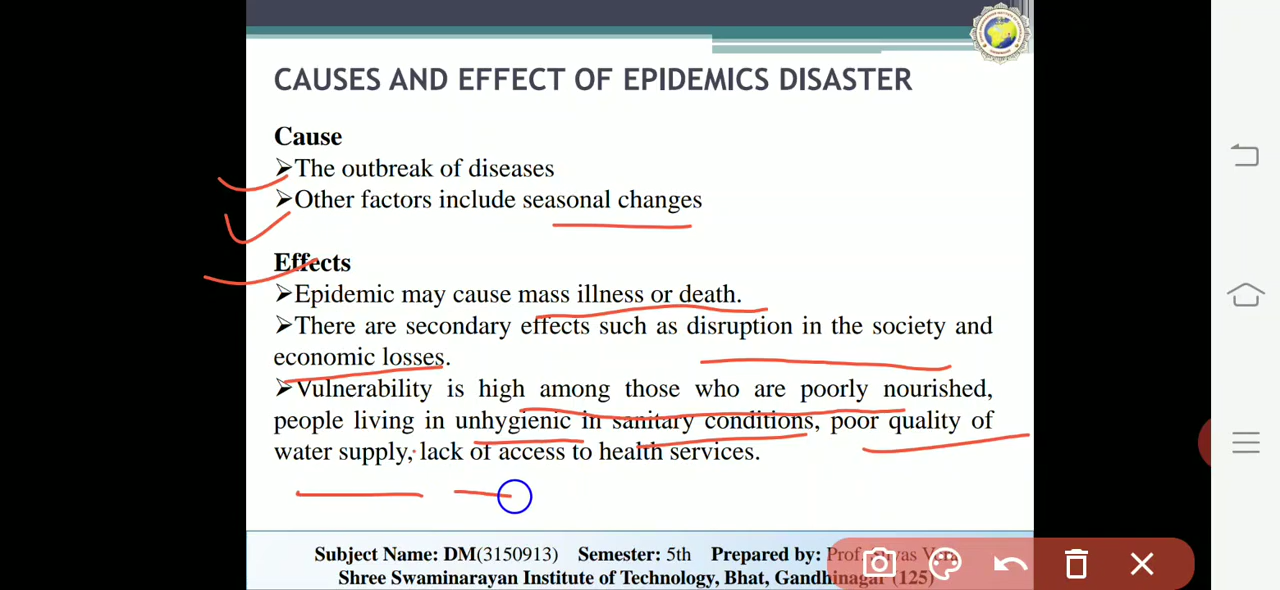 CAUSES AND EFFECT OF EPIDEMICS DISASTER
Cause
➢The outbreak of diseases
➢Other factors include seasonal changes
Effects
➢Epidemic may cause mass illness or death.
➢There are secondary effects such as disruption in the society and
economic losses.
➢Vulnerability is high among those who are poorly nourished,
people living in unhygienic in sanitary conditions, poor quality of
water supply, lack of access to health services.
Subject Name: DM(3150913) Semester: 5th Prepared by: Prof.
Shree Swaminarayan Institute of Technology, Bhat, Gandhinagar (125)